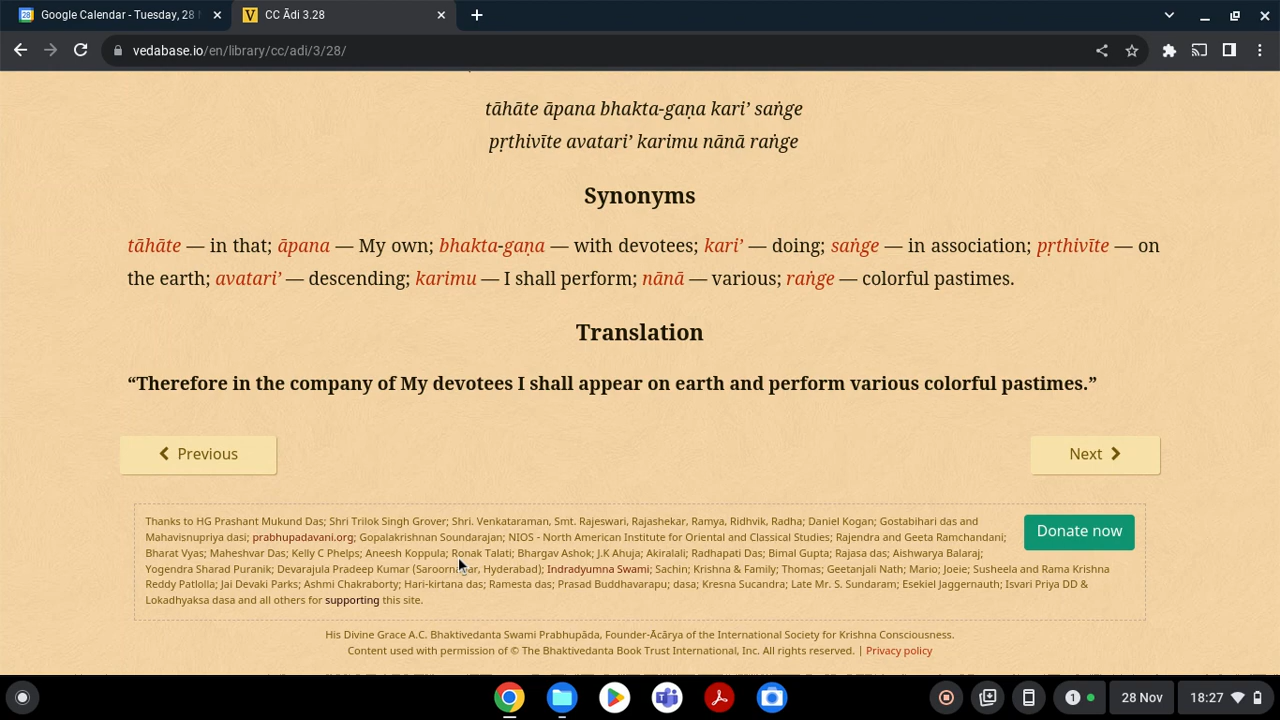 Google Calendar - Tuesday, 28
CC Ādi 3.28
vedabase.io/en/library/cc/adi/3/28/
tāhāte āpana bhakta-gaṇa kari’ saṅge
pṛthivīte avatari’ karimu nānā raṅge
Synonyms
tāhāte — in that; āpana — My own; bhakta-gaṇa — with devotees; kari’ — doing; saṅge — in association; pṛthivīte — on
the earth; avatari’ — descending; karimu — I shall perform; nānā — various; raṅge — colorful pastimes.
Translation
“Therefore in the company of My devotees I shall appear on earth and perform various colorful pastimes.”
Previous
Next
Thanks to HG Prashant Mukund Das; Shri Trilok Singh Grover; Shri. Venkataraman, Smt. Rajeswari, Rajashekar, Ramya, Ridhvik, Radha; Daniel Kogan; Gostabihari das and
Mahavisnupriya dasi; prabhupadavani.org; Gopalakrishnan Soundarajan; NIOS - North American Institute for Oriental and Classical Studies; Rajendra and Geeta Ramchandani;
Bharat Vyas; Maheshvar Das; Kelly C Phelps; Aneesh Koppula; Ronak Talati; Bhargav Ashok; J.K Ahuja; Akiralali; Radhapati Das; Bimal Gupta; Rajasa das; Aishwarya Balaraj;
Yogendra Sharad Puranik; Devarajulu Pradeep Kumar (Saroornagar, Hyderabad); Indradyumna Swami; Sachin; Krishna & Family; Thomas; Geetanjali Nath; Mario; Joeie; Susheela and Rama Krishna
Reddy Patlolla; Jai Devaki Parks; Ashmi Chakraborty; Hari-kirtana das; Ramesta das; Prasad Buddhavarapu; dasa; Kresna Sucandra; Late Mr. S. Sundaram; Esekiel Jaggernauth; Isvari Priya DD &
Lokadhyaksa dasa and all others for supporting this site.
Donate now
His Divine Grace A.C. Bhaktivedanta Swami Prabhupāda, Founder-Ācārya of the International Society for Krishna Consciousness.
Content used with permission of © The Bhaktivedanta Book Trust International, Inc. All rights reserved. | Privacy policy
1
28 Nov
18:27